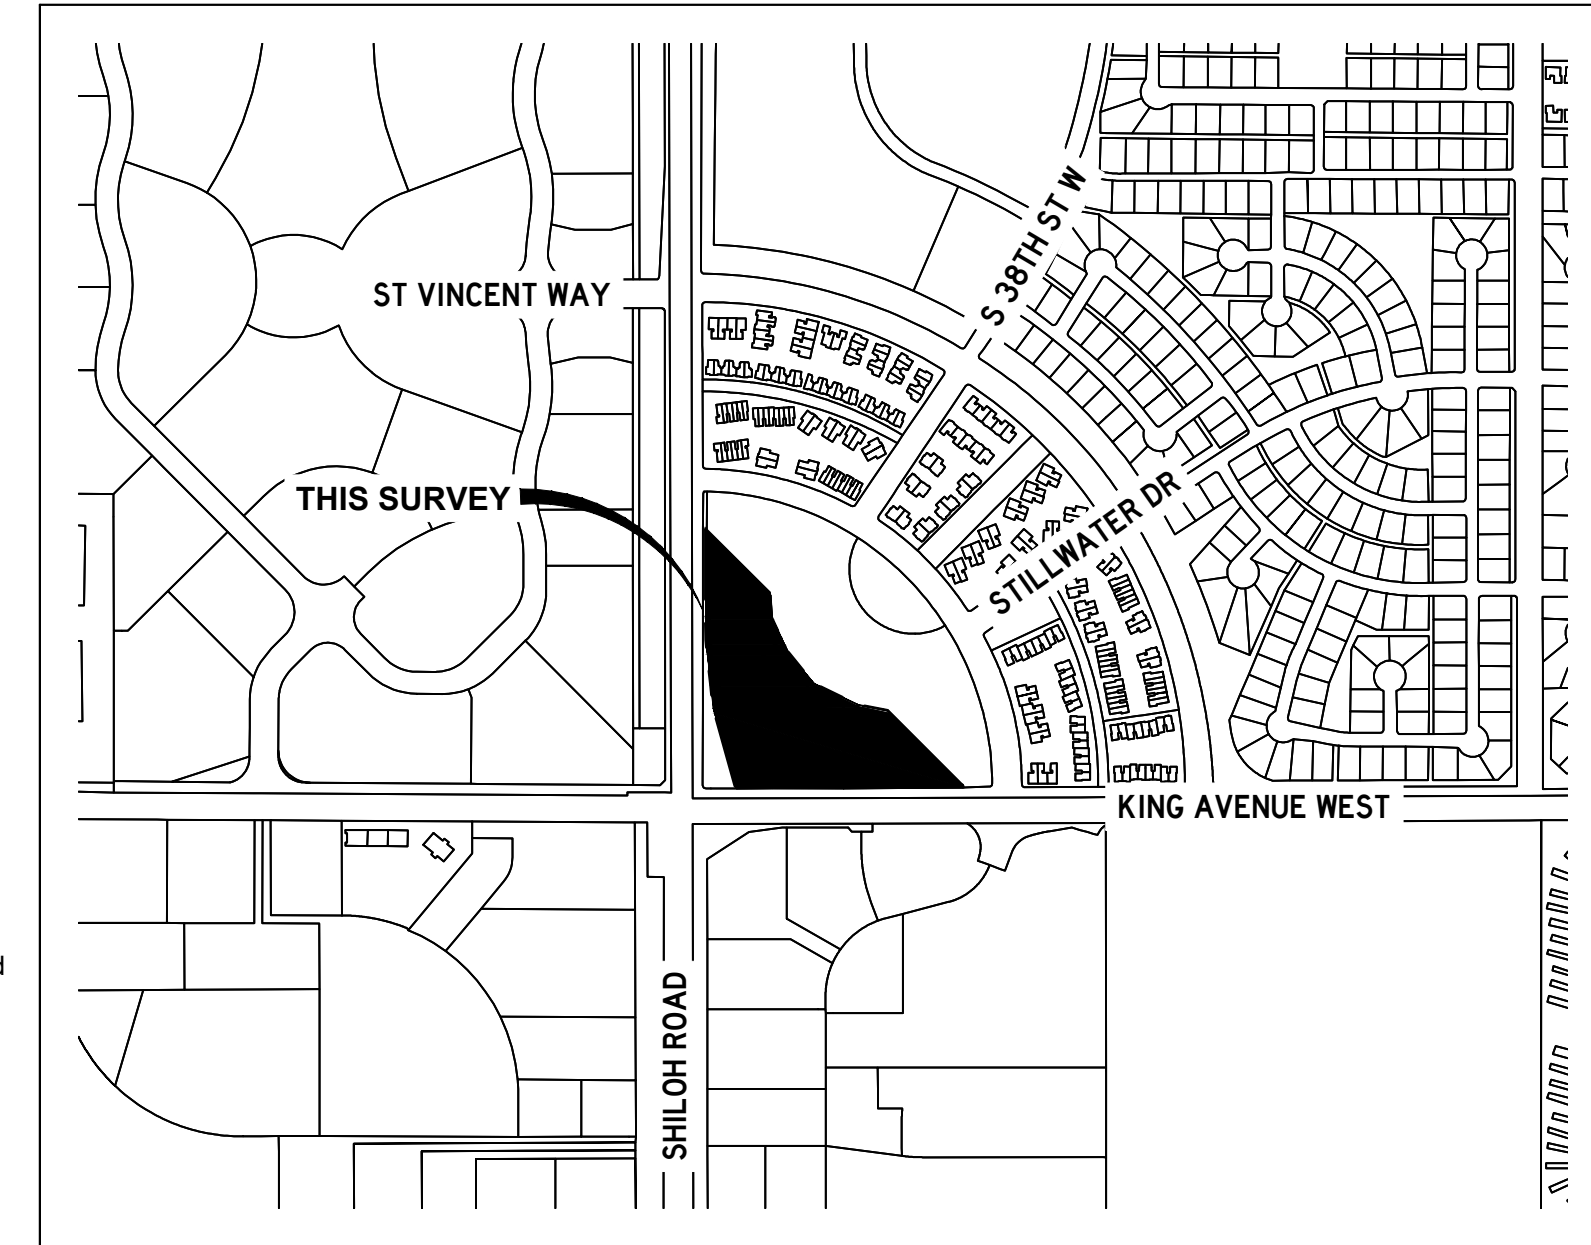 S 38TH ST W
ST VINCENT WAY
THIS SURVEY
STILLWATER DR
KING AVENUE WEST
d
SHILOH ROAD